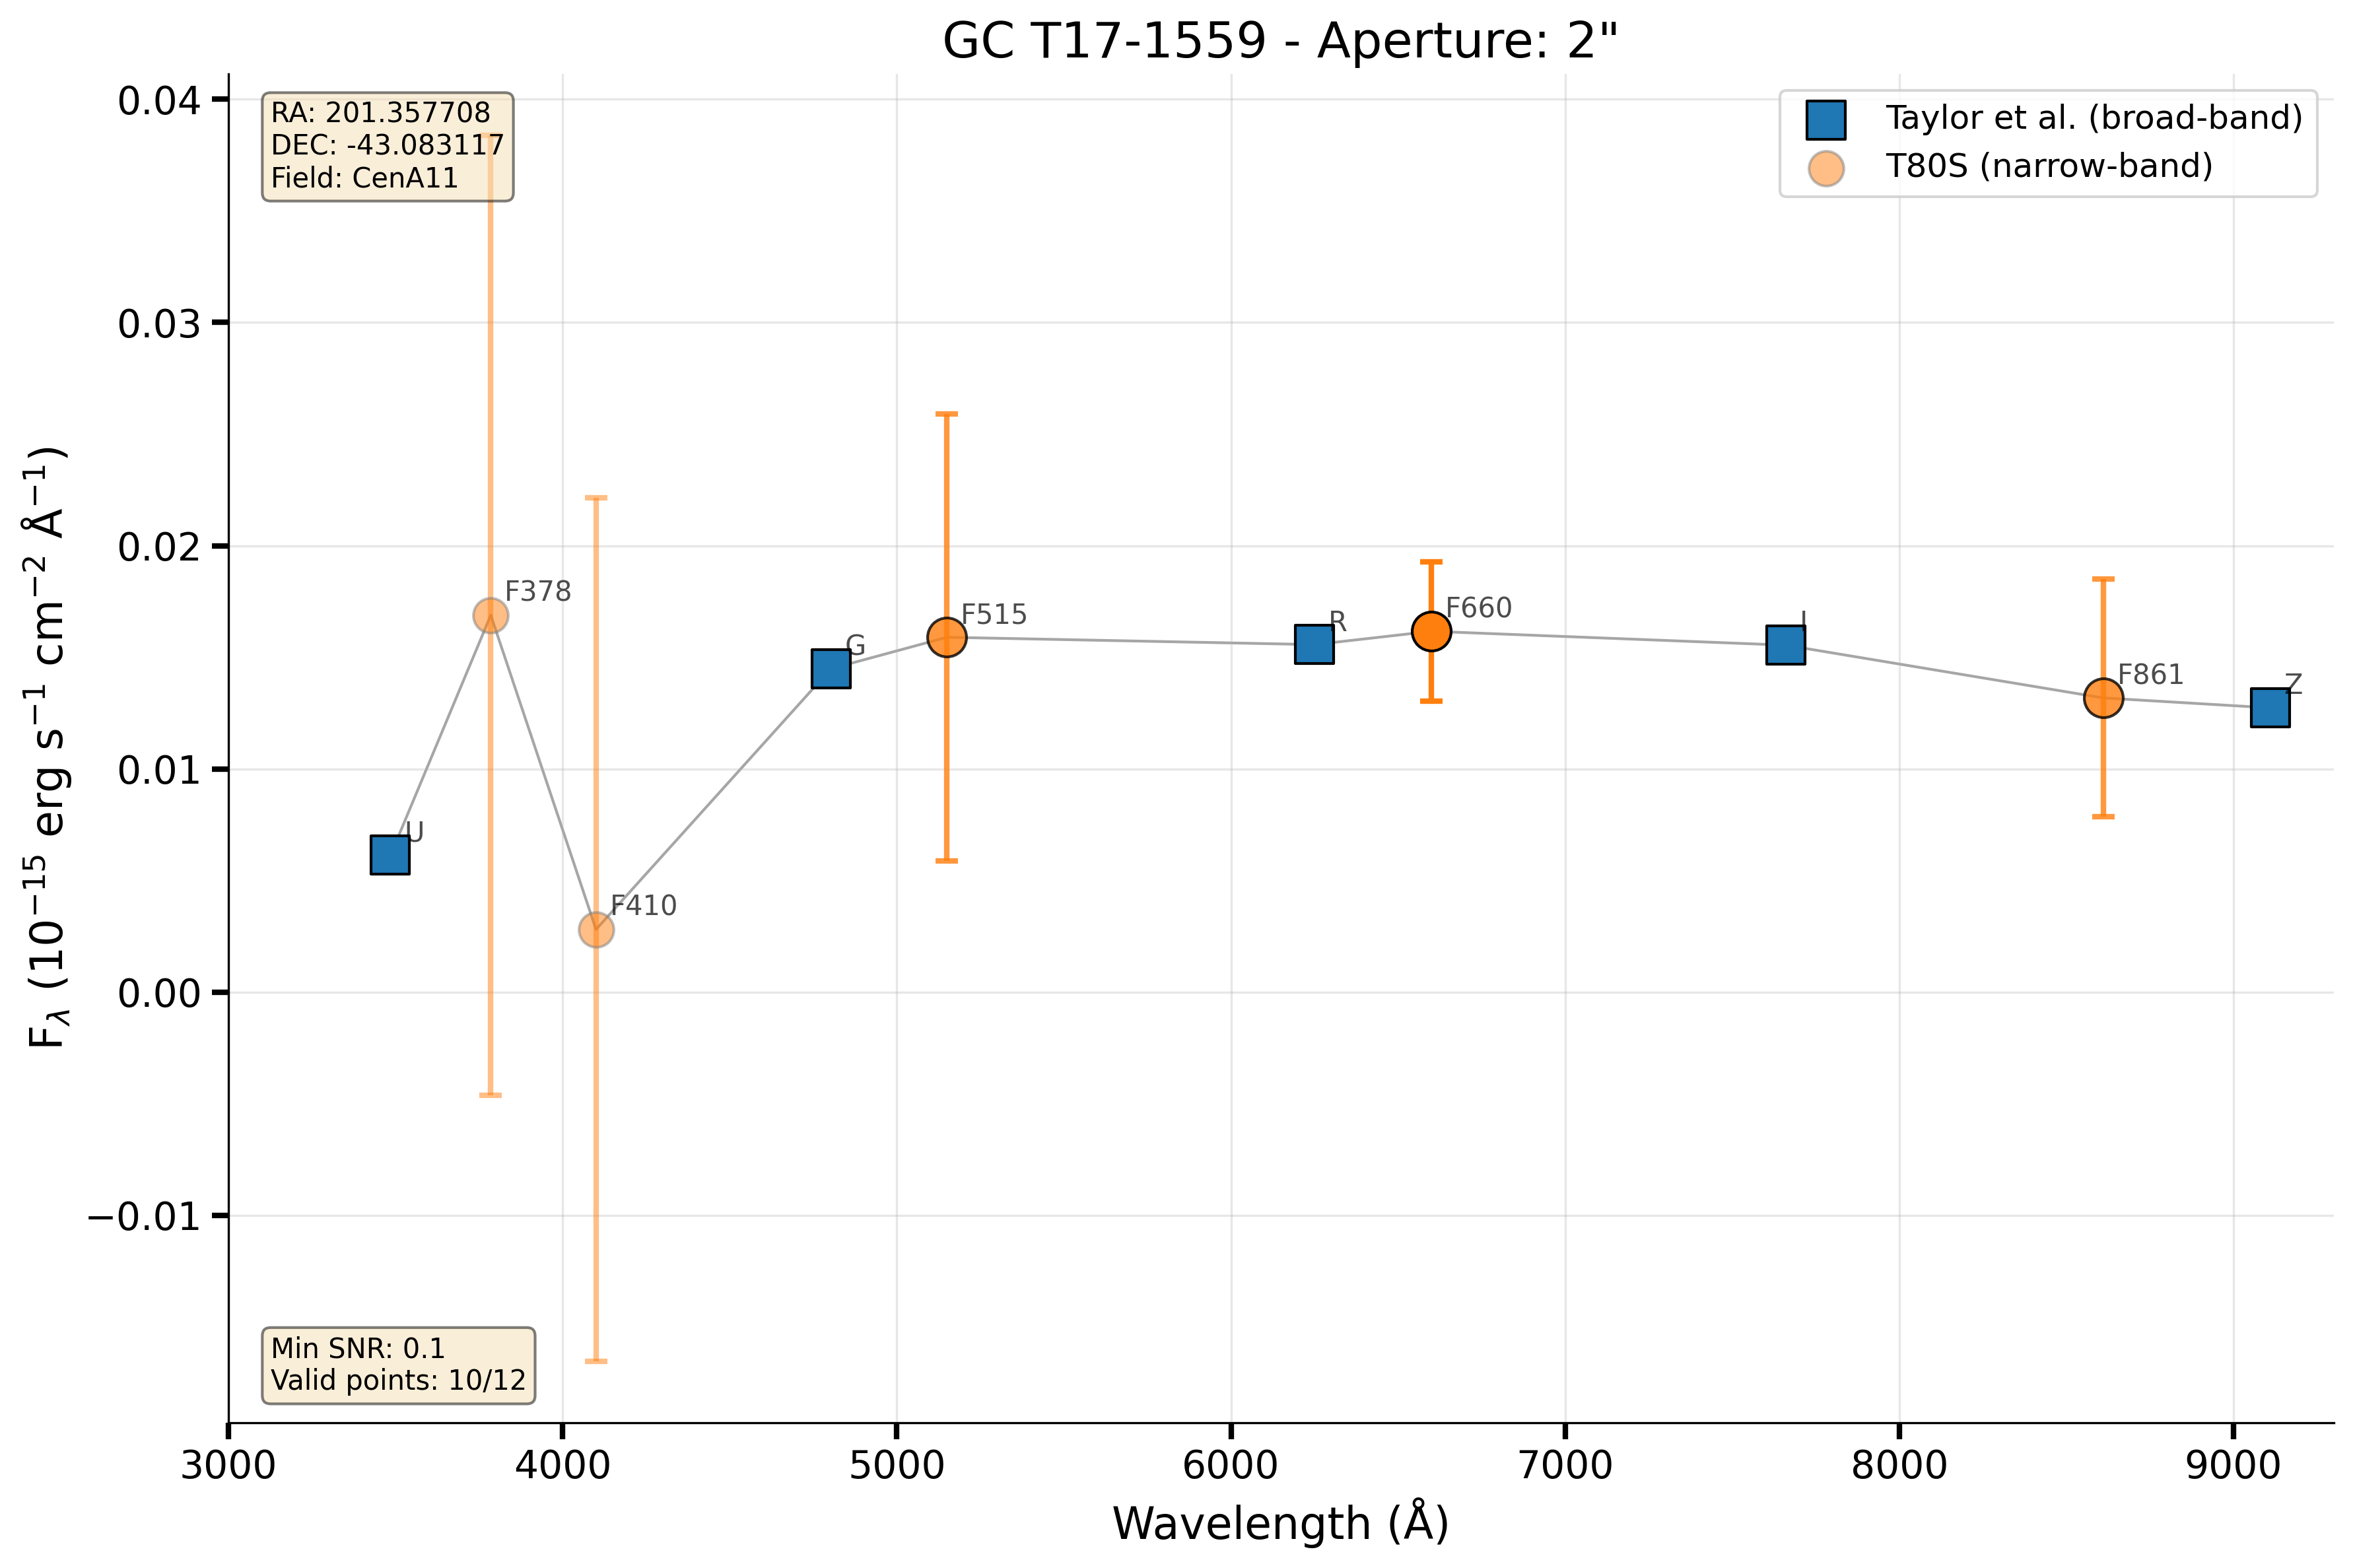 GC T17-1559 - Aperture: 2"
RA: 201.357708
DEC: -43.083117
Field: CenA11
Taylor et al. (broad-band)
T80S (narrow-band)
0.04
0.03
0.02
0.01
0.00
−0.01
F_λ (10⁻¹⁵ erg s⁻¹ cm⁻² Å⁻¹)
U
F378
F410
G
F515
R
F660
I
F861
Z
Min SNR: 0.1
Valid points: 10/12
3000 4000 5000 6000 7000 8000 9000
Wavelength (Å)